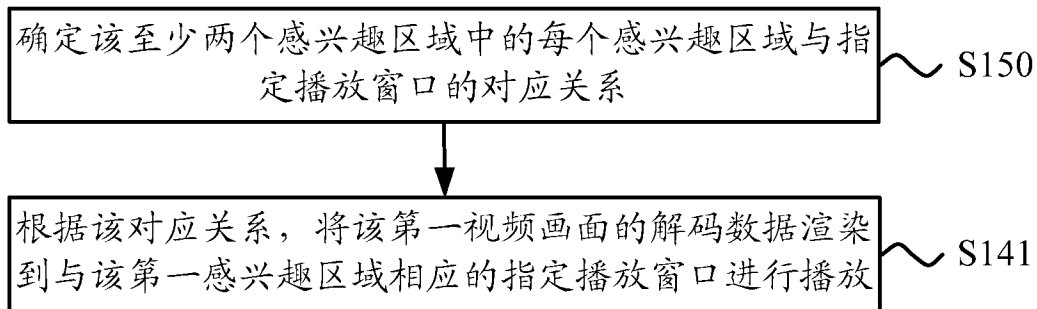 确定该至少两个感兴趣区域中的每个感兴趣区域与指
定播放窗口的对应关系
S150
根据该对应关系，将该第一视频画面的解码数据渲染
到与该第一感兴趣区域相应的指定播放窗口进行播放
S141